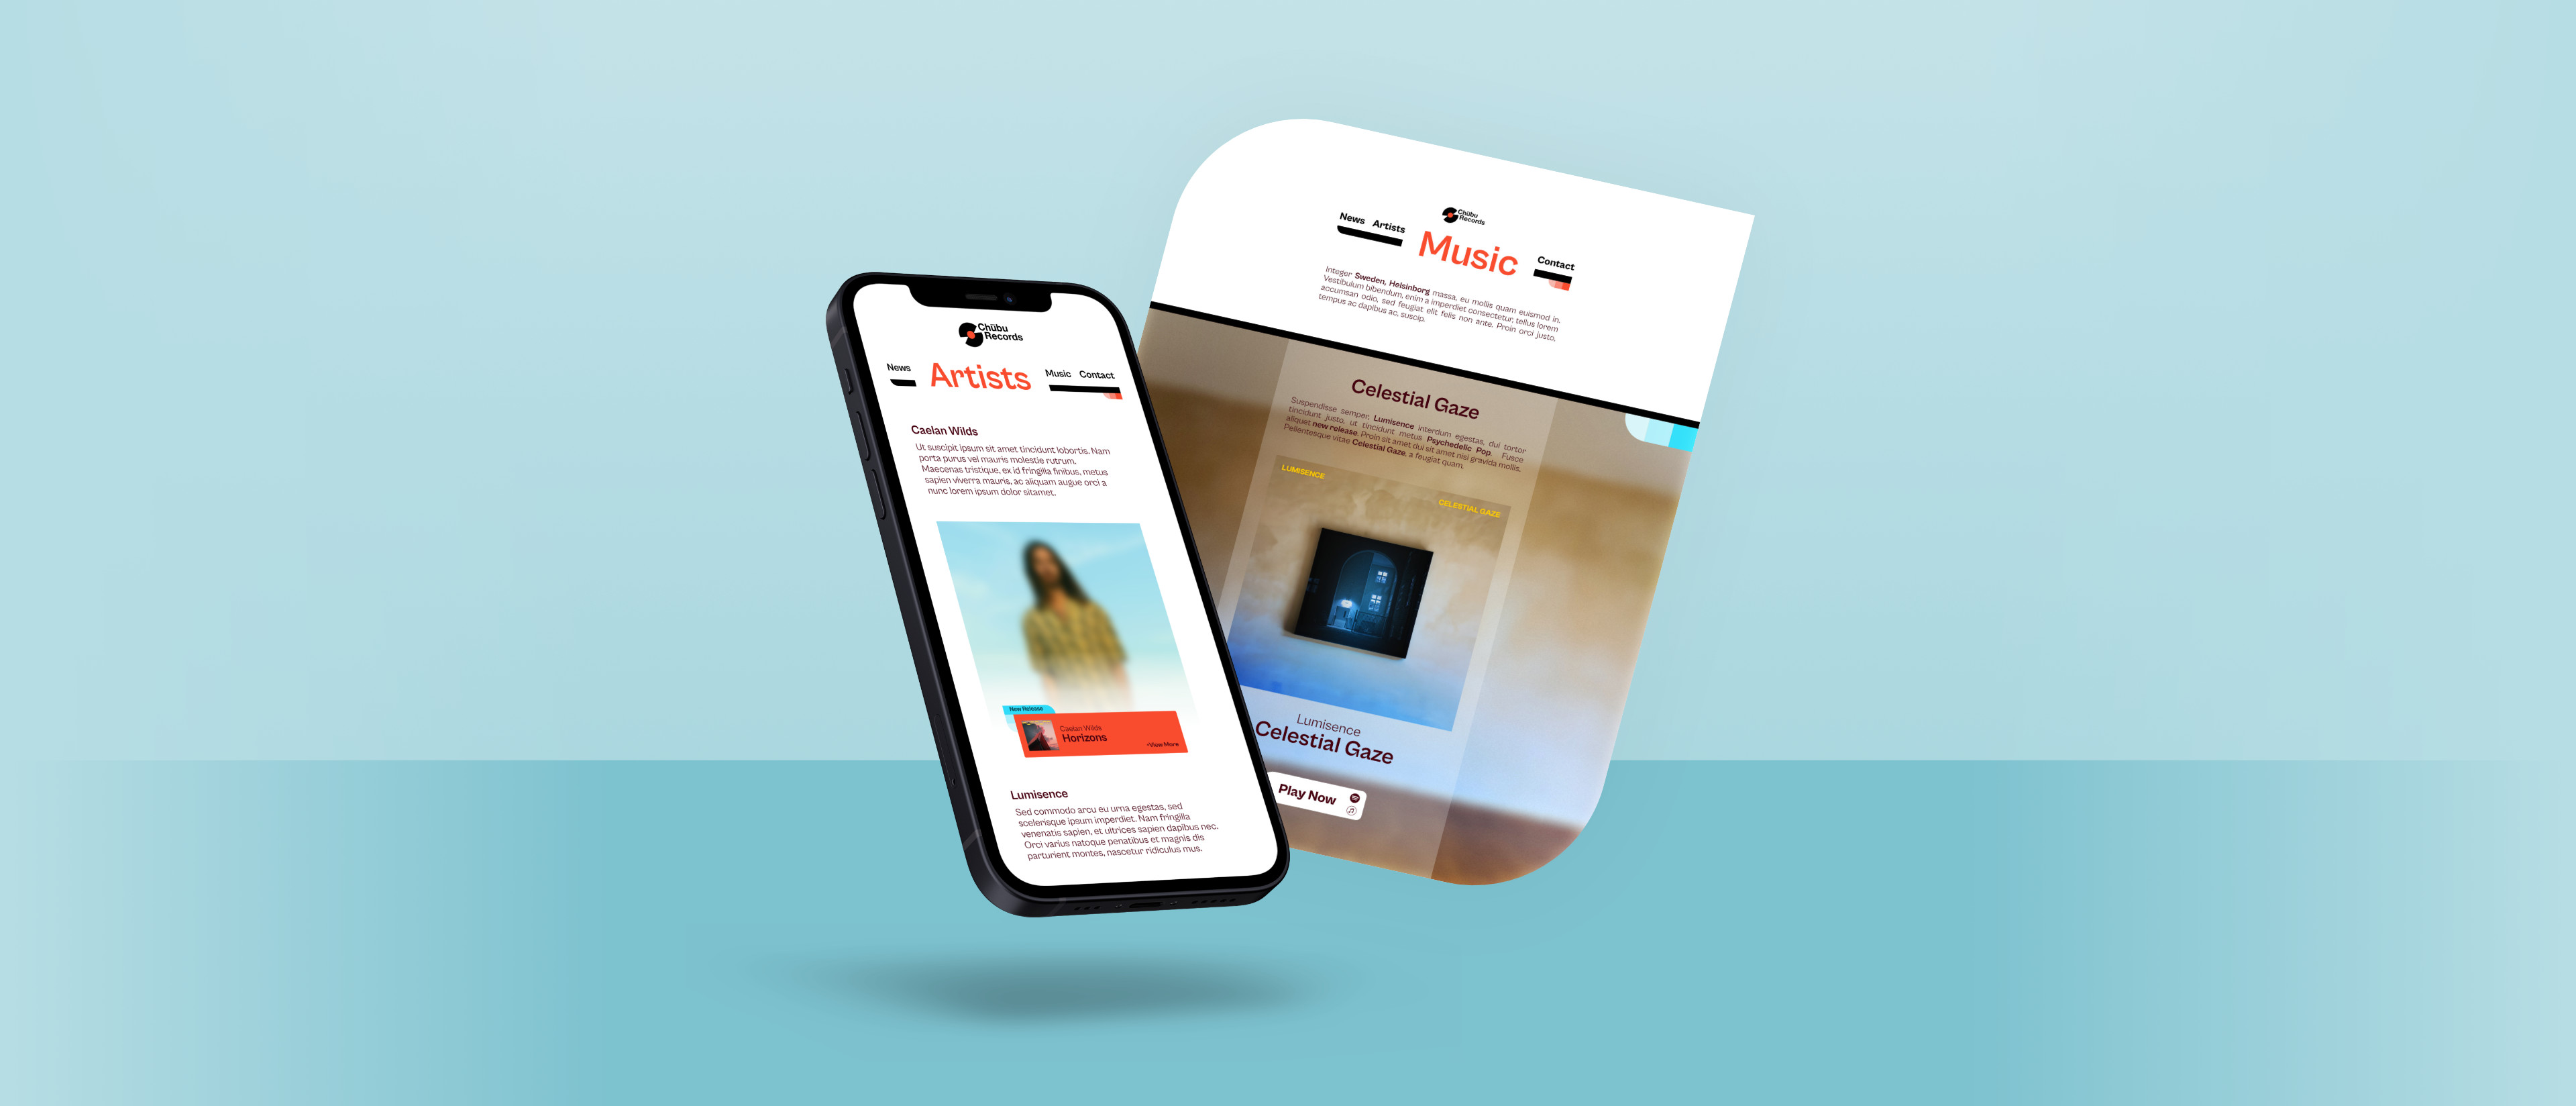 Chūbu
Records
News
Artists
Music Contact
Caelan Wilds
Ut suscipit ipsum sit amet tincidunt lobortis. Nam
porta purus vel mauris molestie rutrum.
Maecenas tristique, ex id fringilla finibus, metus
sapien viverra mauris, ac aliquam augue orci a
nunc lorem ipsum dolor sitamet.
New Release
Caelan Wilds
Horizons
+View More
Lumisence
Sed commodo arcu eu urna egestas, sed
scelerisque ipsum imperdiet. Nam fringilla
venenatis sapien, et ultrices sapien dapibus nec.
Orci varius natoque penatibus et magnis dis
parturient montes, nascetur ridiculus mus.
Chūbu
Records
News Artists
Music
Contact
Integer Sweden, Helsinborg massa, eu mollis quam euismod in.
Vestibulum bibendum, enim a imperdiet consectetur, tellus lorem
accumsan odio, sed feugiat elit felis non ante. Proin orci justo,
tempus ac dapibus ac, suscip.
Celestial Gaze
Suspendisse semper, Lumisence interdum egestas, dui tortor
tincidunt justo, ut tincidunt metus Psychedelic Pop. Fusce
aliquet new release. Proin sit amet dui sit amet nisi gravida mollis.
Pellentesque vitae Celestial Gaze, a feugiat quam.
LUMISENCE
CELESTIAL GAZE
Lumisence
Celestial Gaze
Play Now